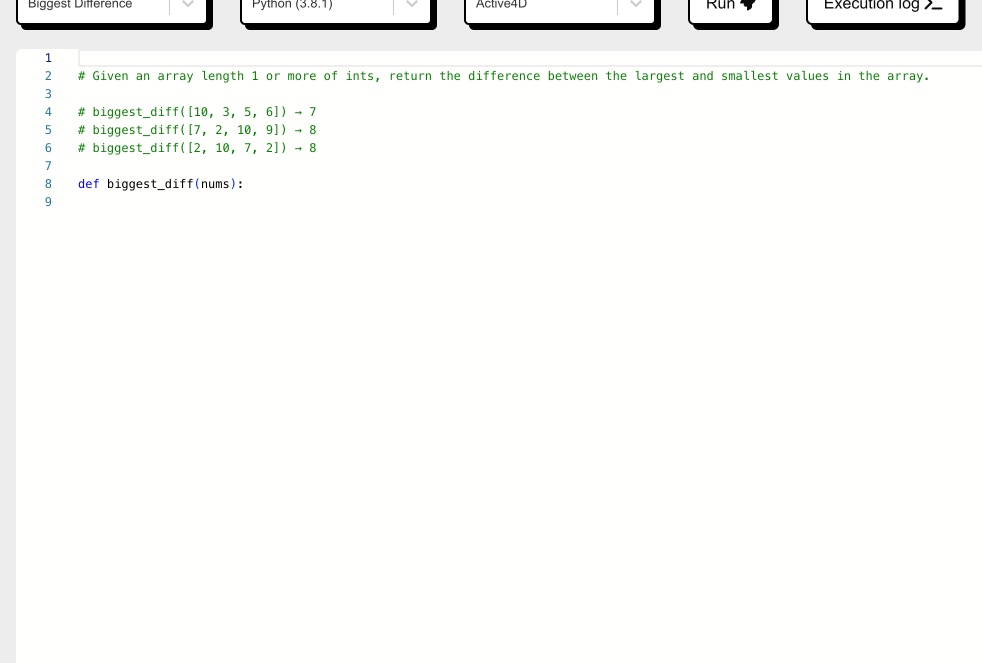 Biggest Difference
Python (3.8.1)
Active4D
Run
Execution log
1
2 # Given an array length 1 or more of ints, return the difference between the largest and smallest values in the array.
3
4 # biggest_diff([10, 3, 5, 6]) → 7
5 # biggest_diff([7, 2, 10, 9]) → 8
6 # biggest_diff([2, 10, 7, 2]) → 8
7
8 def biggest_diff(nums):
9